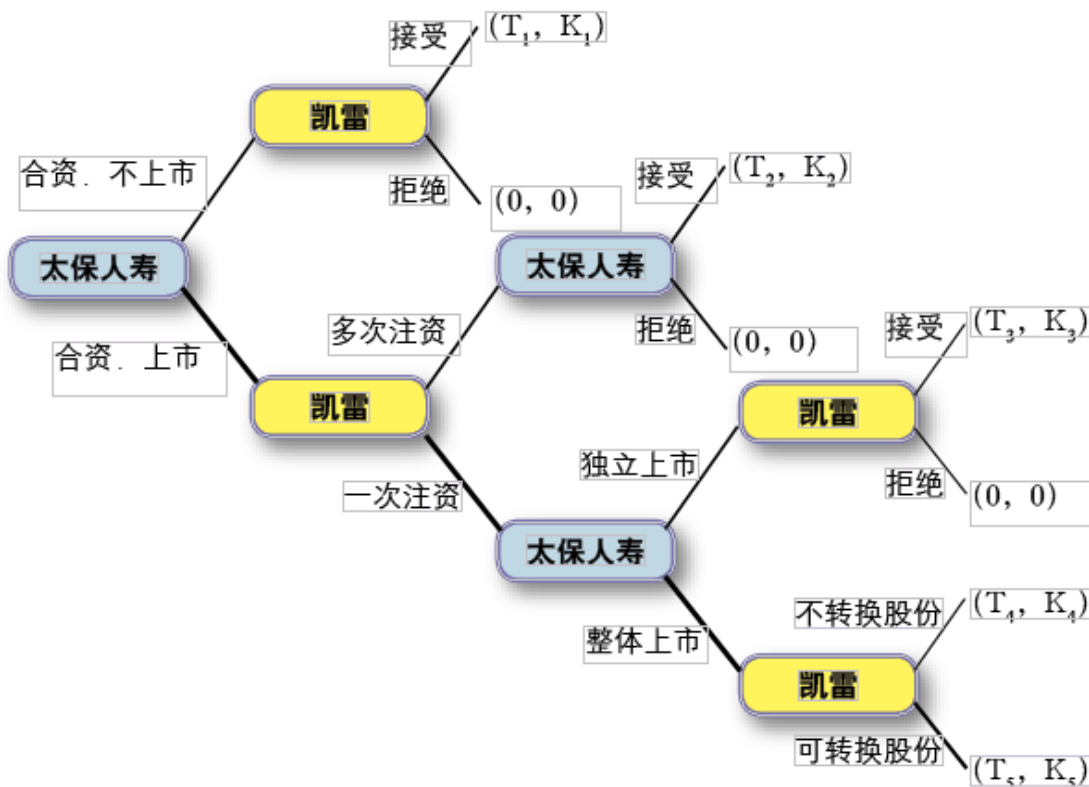 接受
(T₁, K₁)
凯雷
合资. 不上市
拒绝
(0, 0)
接受
(T₂, K₂)
太保人寿
太保人寿
多次注资
拒绝
(0, 0)
接受
(T₃, K₃)
合资. 上市
凯雷
凯雷
独立上市
拒绝
(0, 0)
一次注资
太保人寿
不转换股份
(T₄, K₄)
整体上市
凯雷
可转换股份
(T₅, K₅)